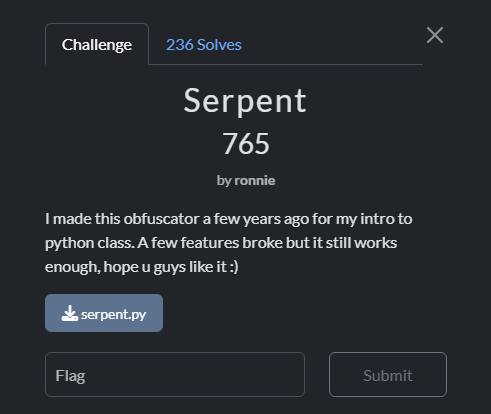 Challenge
236 Solves
Serpent
765
by ronnie
I made this obfuscator a few years ago for my intro to
python class. A few features broke but it still works
enough, hope u guys like it :)
serpent.py
Flag
Submit